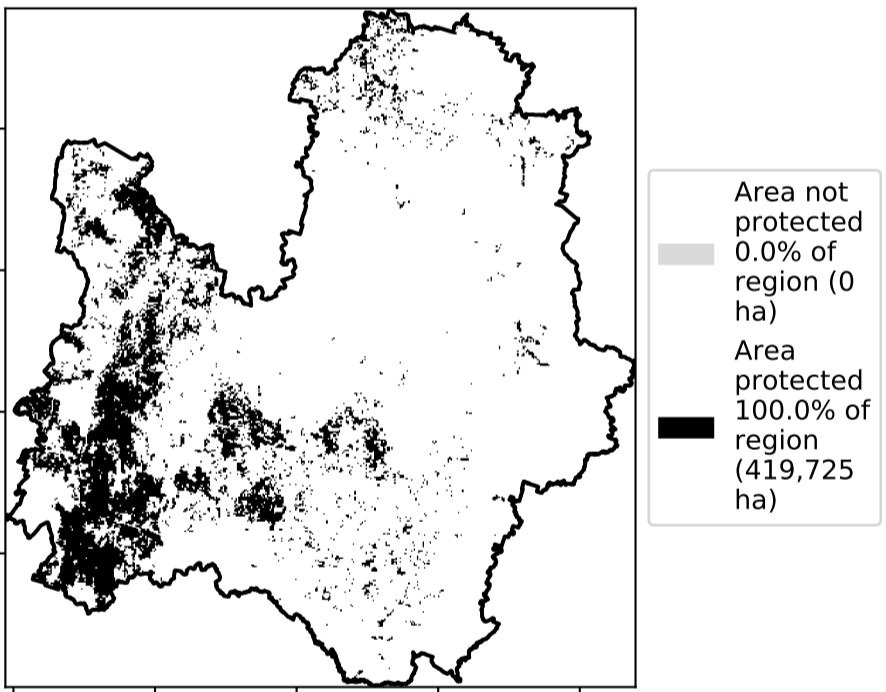 Area not
protected
0.0% of
region (0
ha)
Area
protected
100.0% of
region
(419,725
ha)